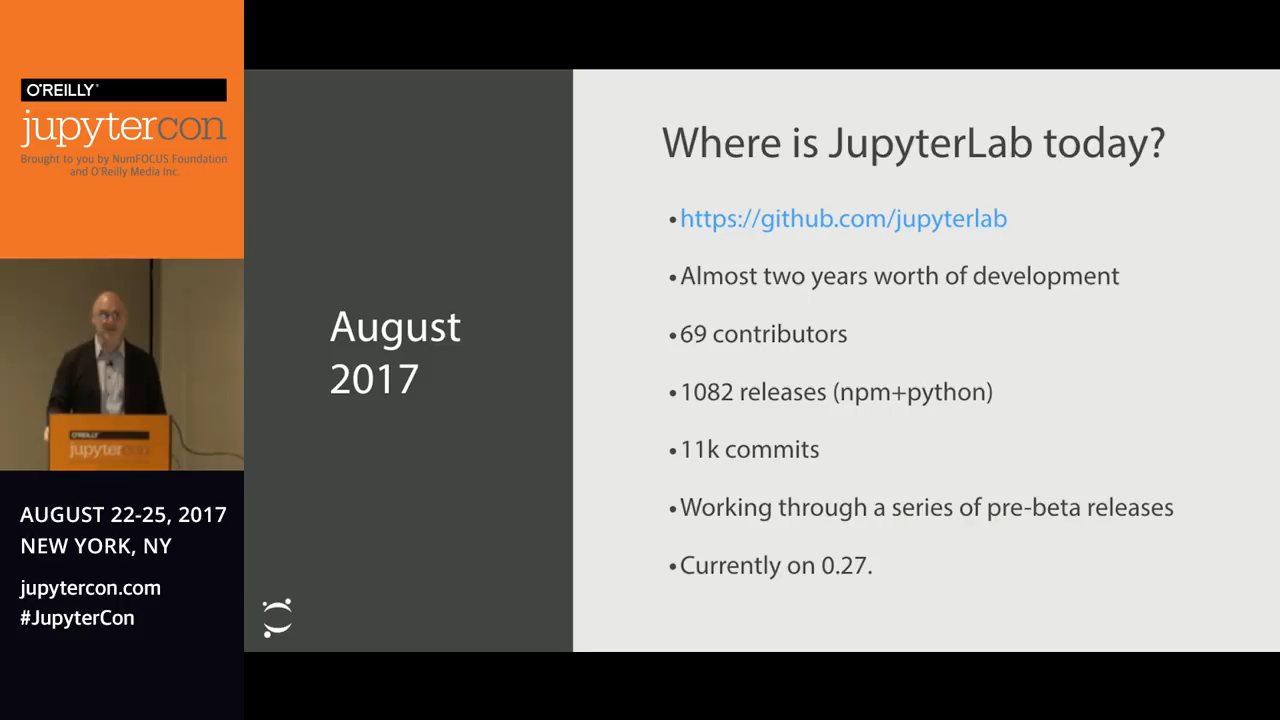 O'REILLY®
jupytercon
Brought to you by NumFOCUS Foundation
and O'Reilly Media Inc.
O'REILLY
jupytercon
AUGUST 22-25, 2017
NEW YORK, NY
jupytercon.com
#JupyterCon
August
2017
Where is JupyterLab today?
•https://github.com/jupyterlab
•Almost two years worth of development
•69 contributors
•1082 releases (npm+python)
•11k commits
•Working through a series of pre-beta releases
•Currently on 0.27.